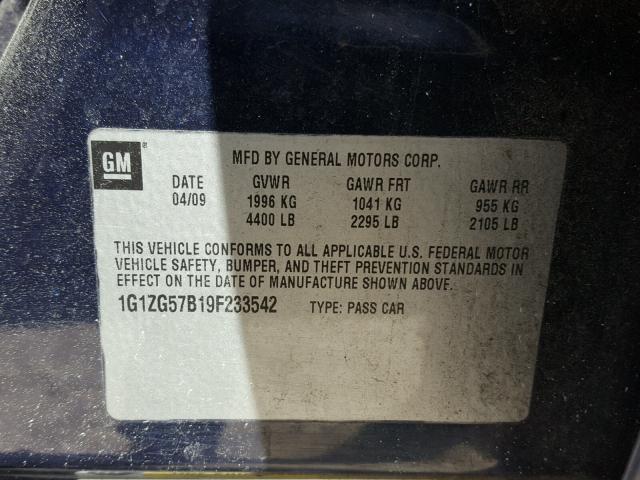 GM ®
MFD BY GENERAL MOTORS CORP.
DATE GVWR GAWR FRT GAWR RR
04/09 1996 KG 1041 KG 955 KG
4400 LB 2295 LB 2105 LB
THIS VEHICLE CONFORMS TO ALL APPLICABLE U.S. FEDERAL MOTOR
VEHICLE SAFETY, BUMPER, AND THEFT PREVENTION STANDARDS IN
EFFECT ON THE DATE OF MANUFACTURE SHOWN ABOVE.
1G1ZG57B19F233542 TYPE: PASS CAR